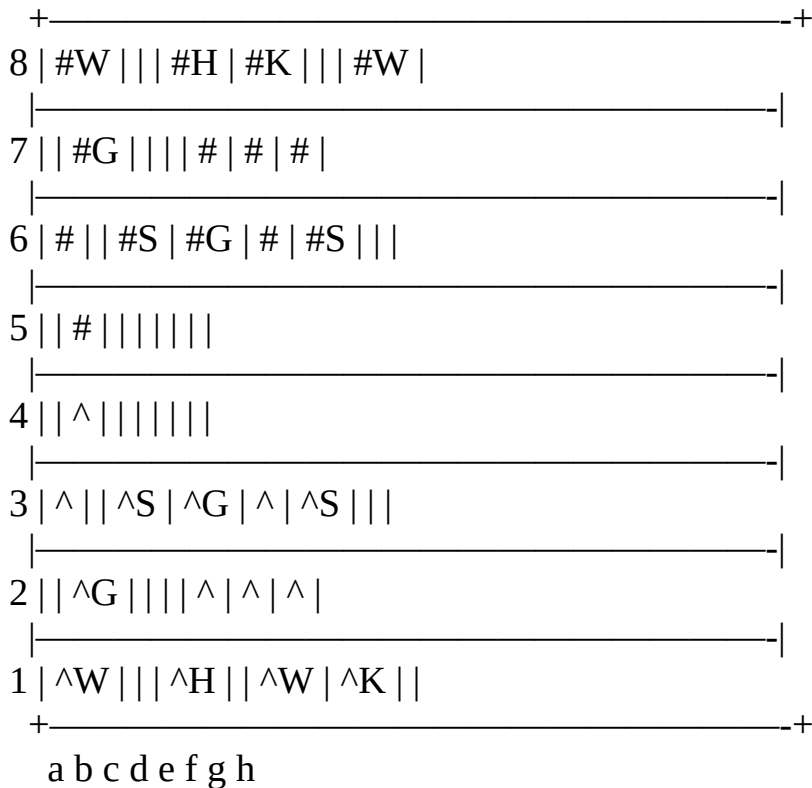 +———————————————————-+
8 | #W | | | #H | #K | | | #W |
|———————————————————-|
7 | | #G | | | | # | # | # |
|———————————————————-|
6 | # | | #S | #G | # | #S | | |
|———————————————————-|
5 | | # | | | | | | |
|———————————————————-|
4 | | ^ | | | | | | |
|———————————————————-|
3 | ^ | | ^S | ^G | ^ | ^S | | |
|———————————————————-|
2 | | ^G | | | | ^ | ^ | ^ |
|———————————————————-|
1 | ^W | | | ^H | | ^W | ^K | |
+———————————————————-+
a b c d e f g h